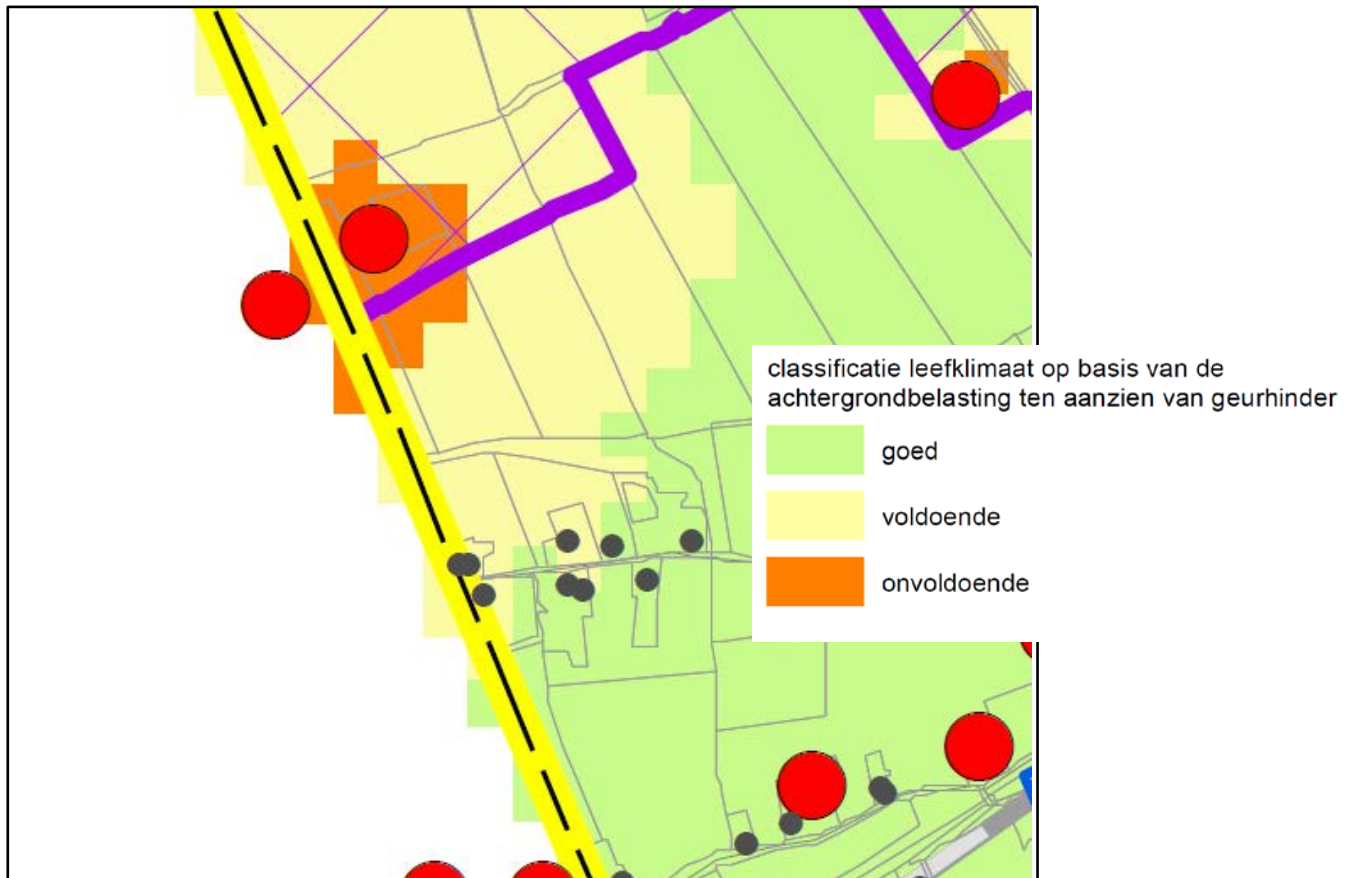 classificatie leefklimaat op basis van de
achtergrondbelasting ten aanzien van geurhinder
goed
voldoende
onvoldoende